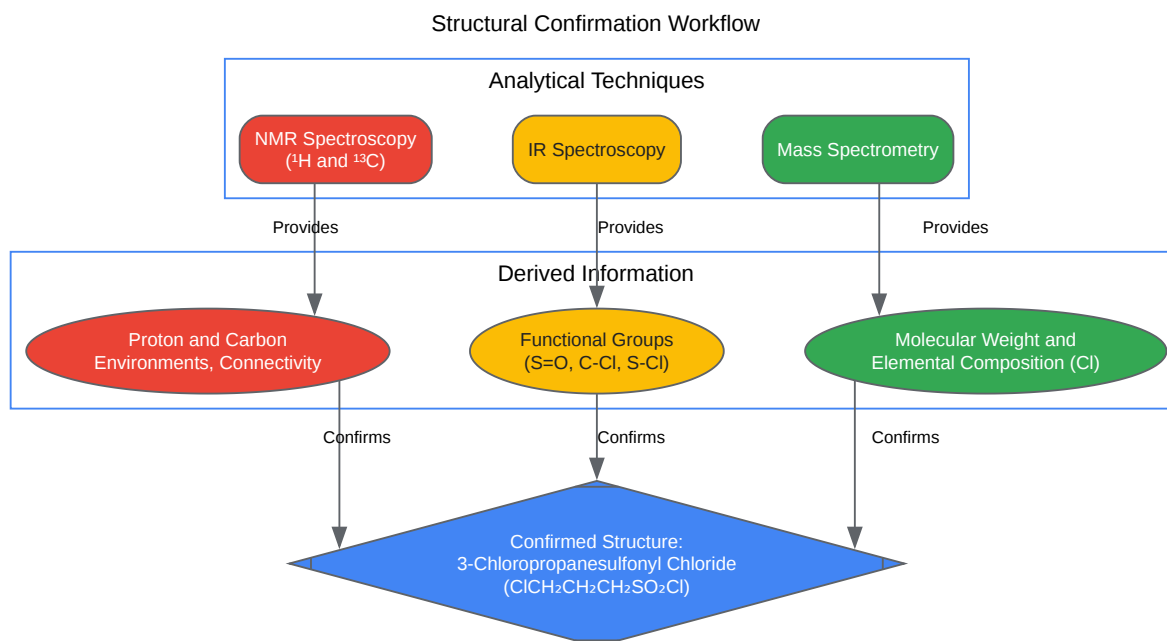 Structural Confirmation Workflow
Analytical Techniques
NMR Spectroscopy
(¹H and ¹³C)
IR Spectroscopy
Mass Spectrometry
Provides
Provides
Provides
Derived Information
Proton and Carbon
Environments, Connectivity
Functional Groups
(S=O, C-Cl, S-Cl)
Molecular Weight and
Elemental Composition (Cl)
Confirms
Confirms
Confirms
Confirmed Structure:
3-Chloropropanesulfonyl Chloride
(ClCH₂CH₂CH₂SO₂Cl)